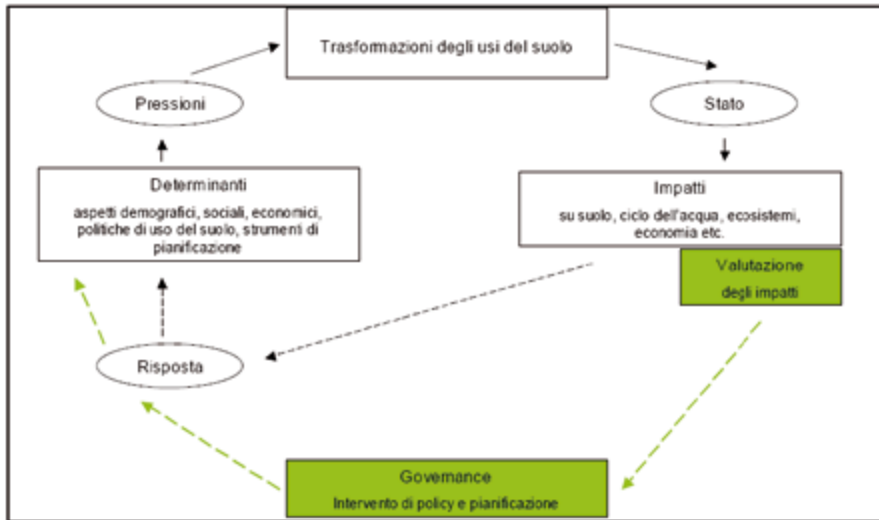 Trasformazioni degli usi del suolo
Pressioni
Stato
Determinanti
aspetti demografici, sociali, economici,
politiche di uso del suolo, strumenti di
pianificazione
Impatti
su suolo, ciclo dell'acqua, ecosistemi,
economia etc.
Valutazione
degli impatti
Risposta
Governance
Intervento di policy e pianificazione